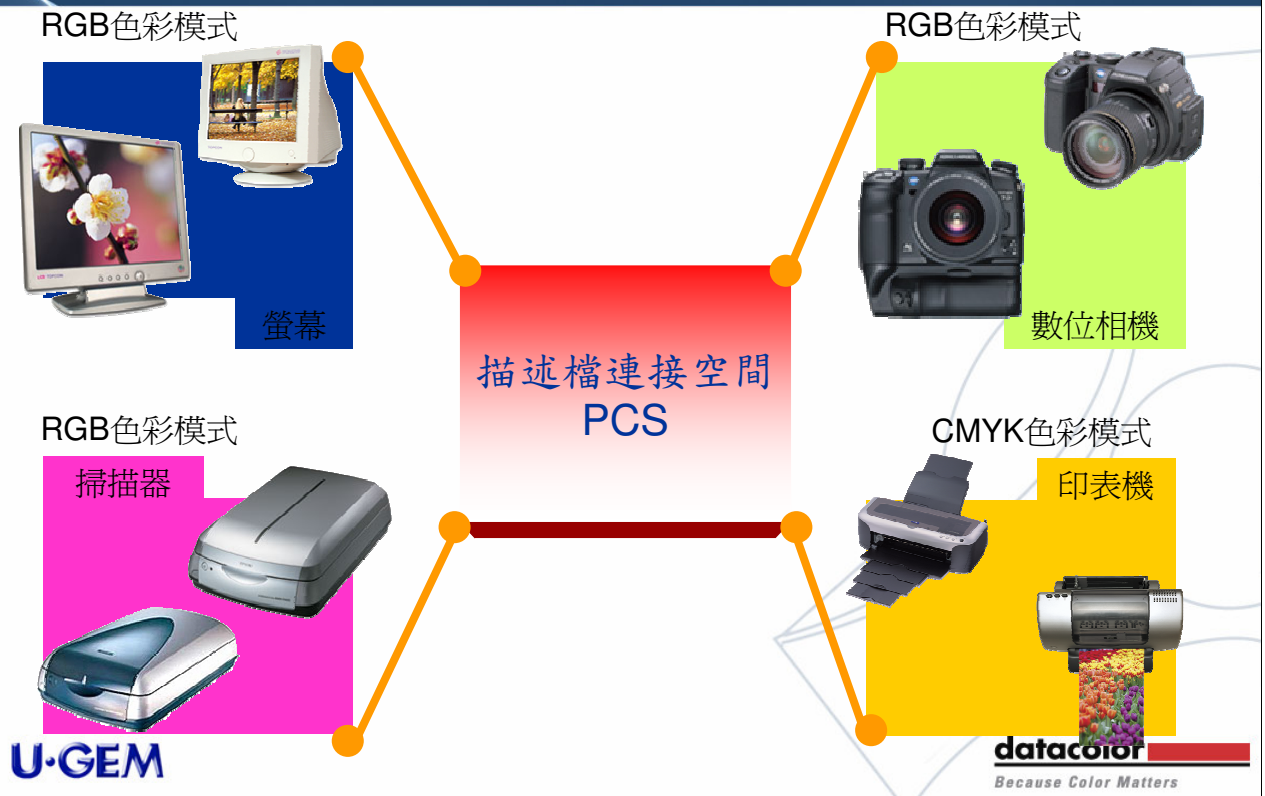 RGB色彩模式
RGB色彩模式
螢幕
數位相機
描述檔連接空間
PCS
RGB色彩模式
CMYK色彩模式
掃描器
印表機
U·GEM
datacolor
Because Color Matters